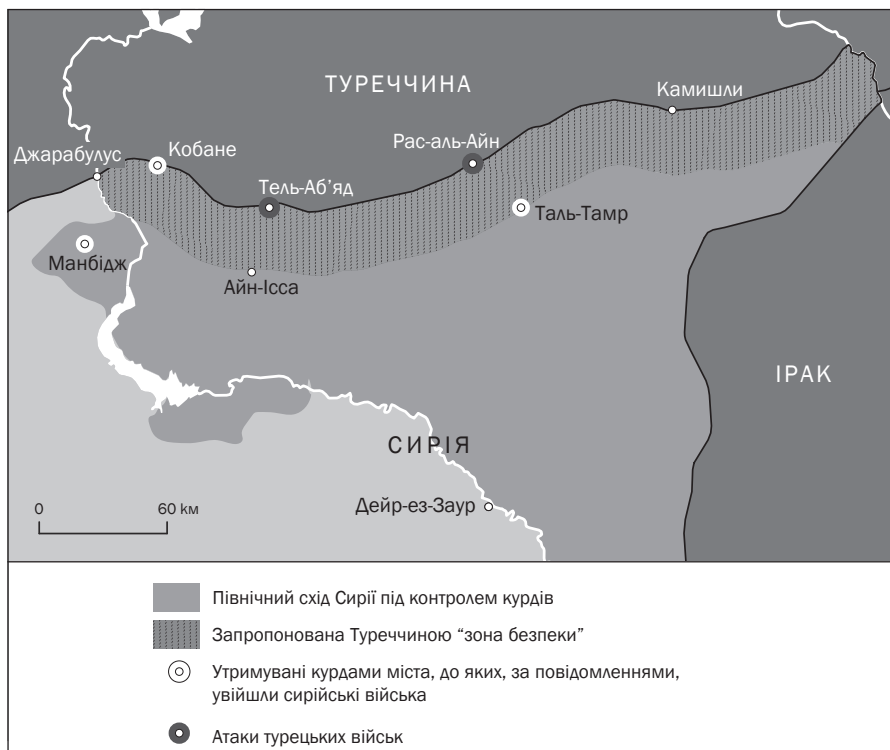 ТУРЕЧЧИНА
Камишли
Рас-аль-Айн
Джарабулус
Кобане
Тель-Аб’яд
Таль-Тамр
Манбідж
Айн-Ісса
ІРАК
СИРІЯ
Дейр-ез-Заур
0 60 км
Північний схід Сирії під контролем курдів
Запропонована Туреччиною “зона безпеки”
Утримувані курдами міста, до яких, за повідомленнями,
увійшли сирійські війська
Атаки турецьких військ